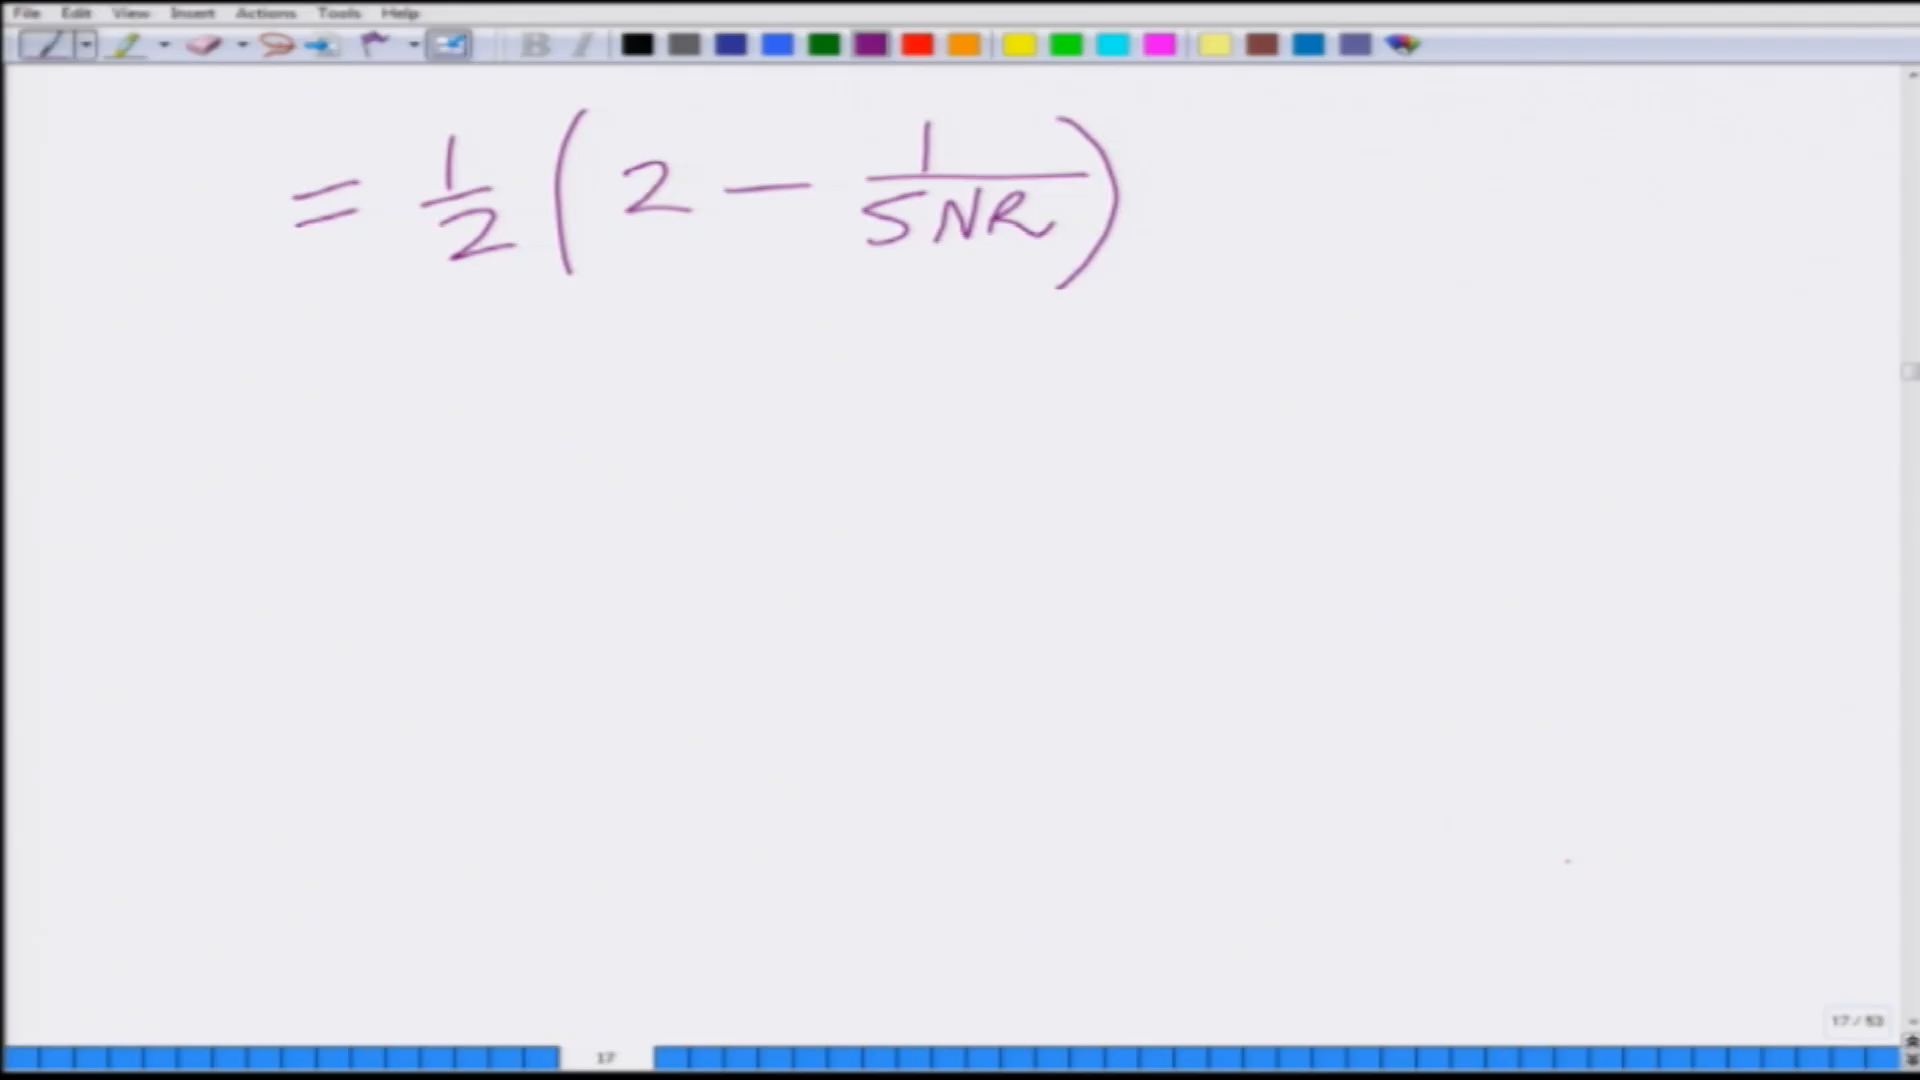 File Edit View Insert Actions Tools Help
B I
= 1/2 ( 2 — 1/SNR )
17 / 53
17